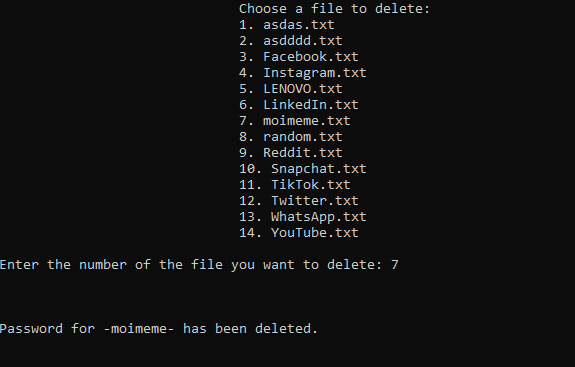 Choose a file to delete:
1. asdas.txt
2. asdddd.txt
3. Facebook.txt
4. Instagram.txt
5. LENOVO.txt
6. LinkedIn.txt
7. moimeme.txt
8. random.txt
9. Reddit.txt
10. Snapchat.txt
11. TikTok.txt
12. Twitter.txt
13. WhatsApp.txt
14. YouTube.txt
Enter the number of the file you want to delete: 7
Password for -moimeme- has been deleted.